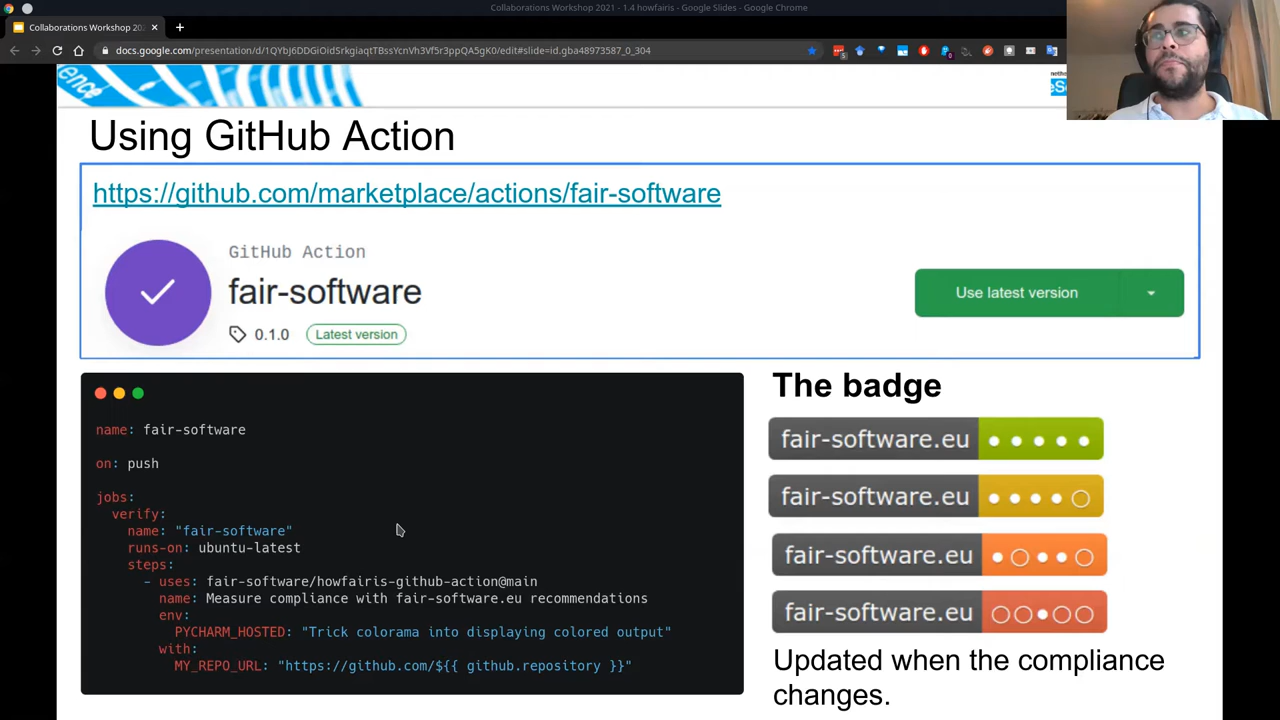 Collaborations Workshop 2021 - 1.4 howfairis - Google Slides - Google Chrome
Collaborations Workshop 202
docs.google.com/presentation/d/1QYbj6DDGiOidSrkgiaqtTBssYcnVh3Vf5r3ppQA5gK0/edit#slide=id.gba48973587_0_304
ence
Using GitHub Action
https://github.com/marketplace/actions/fair-software
GitHub Action
fair-software
Use latest version
0.1.0 Latest version
The badge
name: fair-software
on: push
jobs:
verify:
name: "fair-software"
runs-on: ubuntu-latest
steps:
- uses: fair-software/howfairis-github-action@main
name: Measure compliance with fair-software.eu recommendations
env:
PYCHARM_HOSTED: "Trick colorama into displaying colored output"
with:
MY_REPO_URL: "https://github.com/${{ github.repository }}"
fair-software.eu
fair-software.eu
fair-software.eu
fair-software.eu
Updated when the compliance
changes.